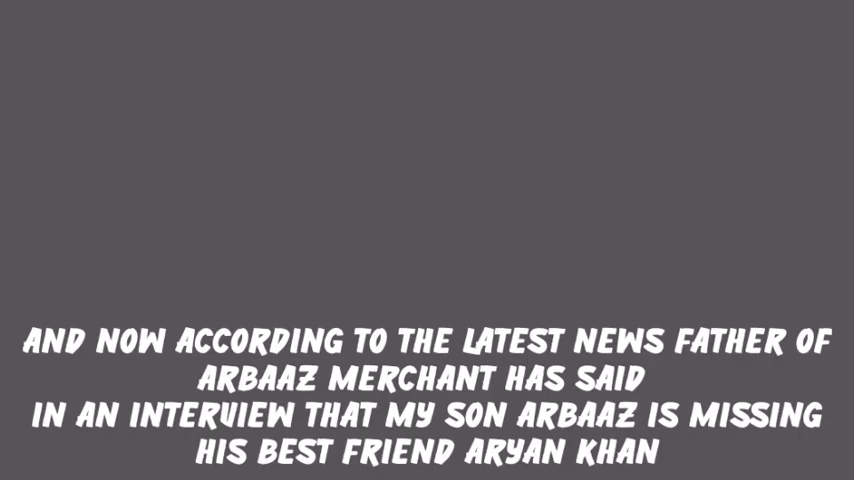 AND NOW ACCORDING TO THE LATEST NEWS FATHER OF
ARBAAZ MERCHANT HAS SAID
IN AN INTERVIEW THAT MY SON ARBAAZ IS MISSING
HIS BEST FRIEND ARYAN KHAN